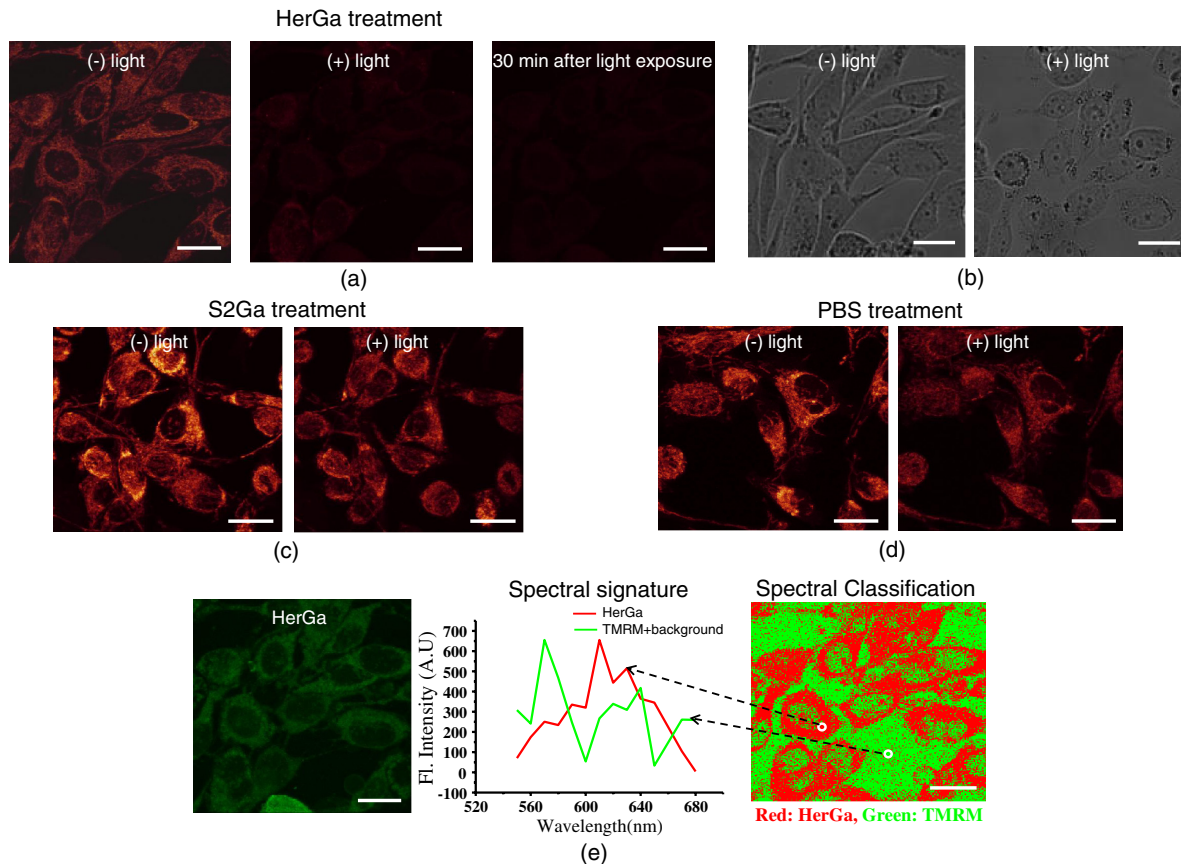 HerGa treatment
(-) light
(+) light
30 min after light exposure
(a)
(-) light
(+) light
(b)
S2Ga treatment
(-) light
(+) light
(c)
PBS treatment
(-) light
(+) light
(d)
HerGa
Spectral signature
HerGa
TMRM+background
Fl. Intensity (A.U)
700
600
500
400
300
200
100
0
-100
520
560
600
640
680
Wavelength(nm)
Spectral Classification
Red: HerGa, Green: TMRM
(e)